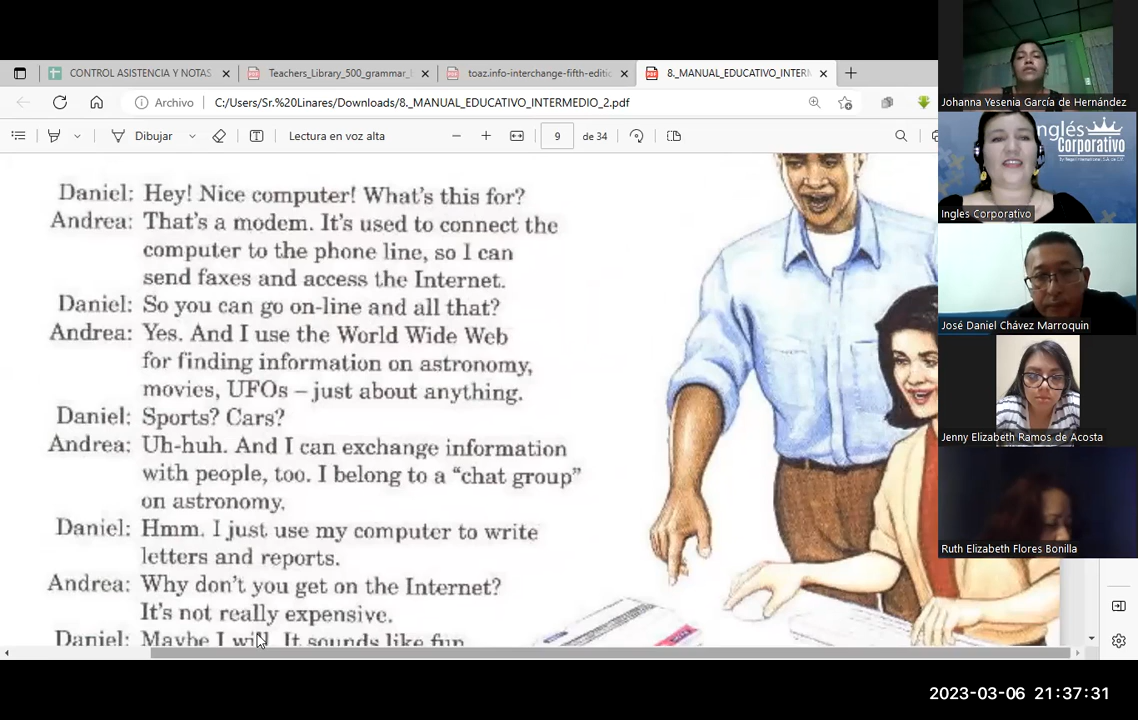 CONTROL ASISTENCIA Y NOTAS
Teachers_Library_500_grammar_
toaz.info-interchange-fifth-editi
8._MANUAL_EDUCATIVO_INTERM
Archivo
C:/Users/Sr.%20Linares/Downloads/8._MANUAL_EDUCATIVO_INTERMEDIO_2.pdf
Dibujar
Lectura en voz alta
9
de 34
Daniel: Hey! Nice computer! What's this for?
Andrea: That's a modem. It's used to connect the
computer to the phone line, so I can
send faxes and access the Internet.
Daniel: So you can go on-line and all that?
Andrea: Yes. And I use the World Wide Web
for finding information on astronomy,
movies, UFOs – just about anything.
Daniel: Sports? Cars?
Andrea: Uh-huh. And I can exchange information
with people, too. I belong to a “chat group”
on astronomy.
Daniel: Hmm. I just use my computer to write
letters and reports.
Andrea: Why don't you get on the Internet?
It's not really expensive.
Daniel: Maybe I will. It sounds like fun
Johanna Yesenia García de Hernández
Inglés
Corporativo
Ingles Corporativo
José Daniel Chávez Marroquin
Jenny Elizabeth Ramos de Acosta
Ruth Elizabeth Flores Bonilla
2023-03-06 21:37:31